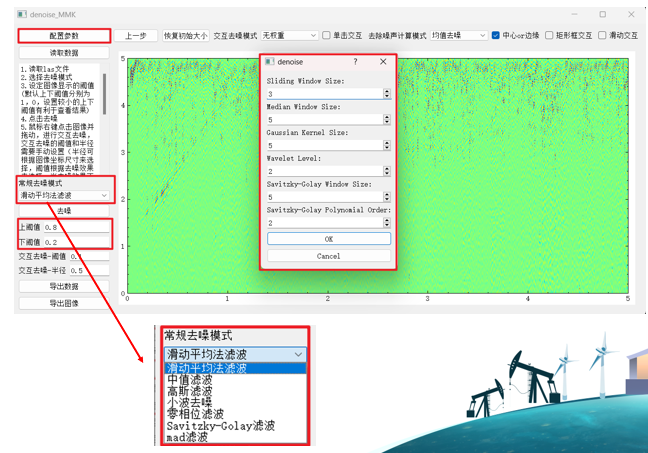 denoise_MMK
配置参数
上一步
恢复初始大小
交互去噪模式 无权重
单击交互
去除噪声计算模式 均值去噪
中心or边缘
矩形框交互
滑动交互
读取数据
1. 读取las文件
2. 选择去噪模式
3. 设定图像显示的阈值
(默认上下阈值分别为
1, 0, 设置较小的上下
阈值有利于查看结果)
4. 点击去噪
5. 鼠标右键点击图像并
拖动, 进行交互去噪,
交互去噪的阈值和半径
需要手动设置 (半径可
根据图像坐标尺寸来选
择, 阈值根据去噪效果
常规去噪模式
滑动平均法滤波
去噪
上阈值 0.8
下阈值 0.2
交互去噪-阈值
交互去噪-半径 0.5
导出数据
导出图像
5
4
3
2
1
0
0
1
2
3
4
5
denoise
?
Sliding Window Size:
3
Median Window Size:
5
Gaussian Kernel Size:
5
Wavelet Level:
2
Savitzky-Golay Window Size:
5
Savitzky-Golay Polynomial Order:
2
OK
Cancel
常规去噪模式
滑动平均法滤波
滑动平均法滤波
中值滤波
高斯滤波
小波去噪
零相位滤波
Savitzky-Golay滤波
mad滤波